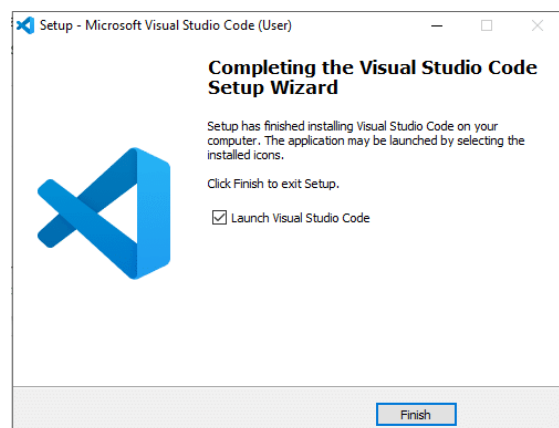 Setup - Microsoft Visual Studio Code (User)
Completing the Visual Studio Code
Setup Wizard
Setup has finished installing Visual Studio Code on your
computer. The application may be launched by selecting the
installed icons.
Click Finish to exit Setup.
Launch Visual Studio Code
Finish